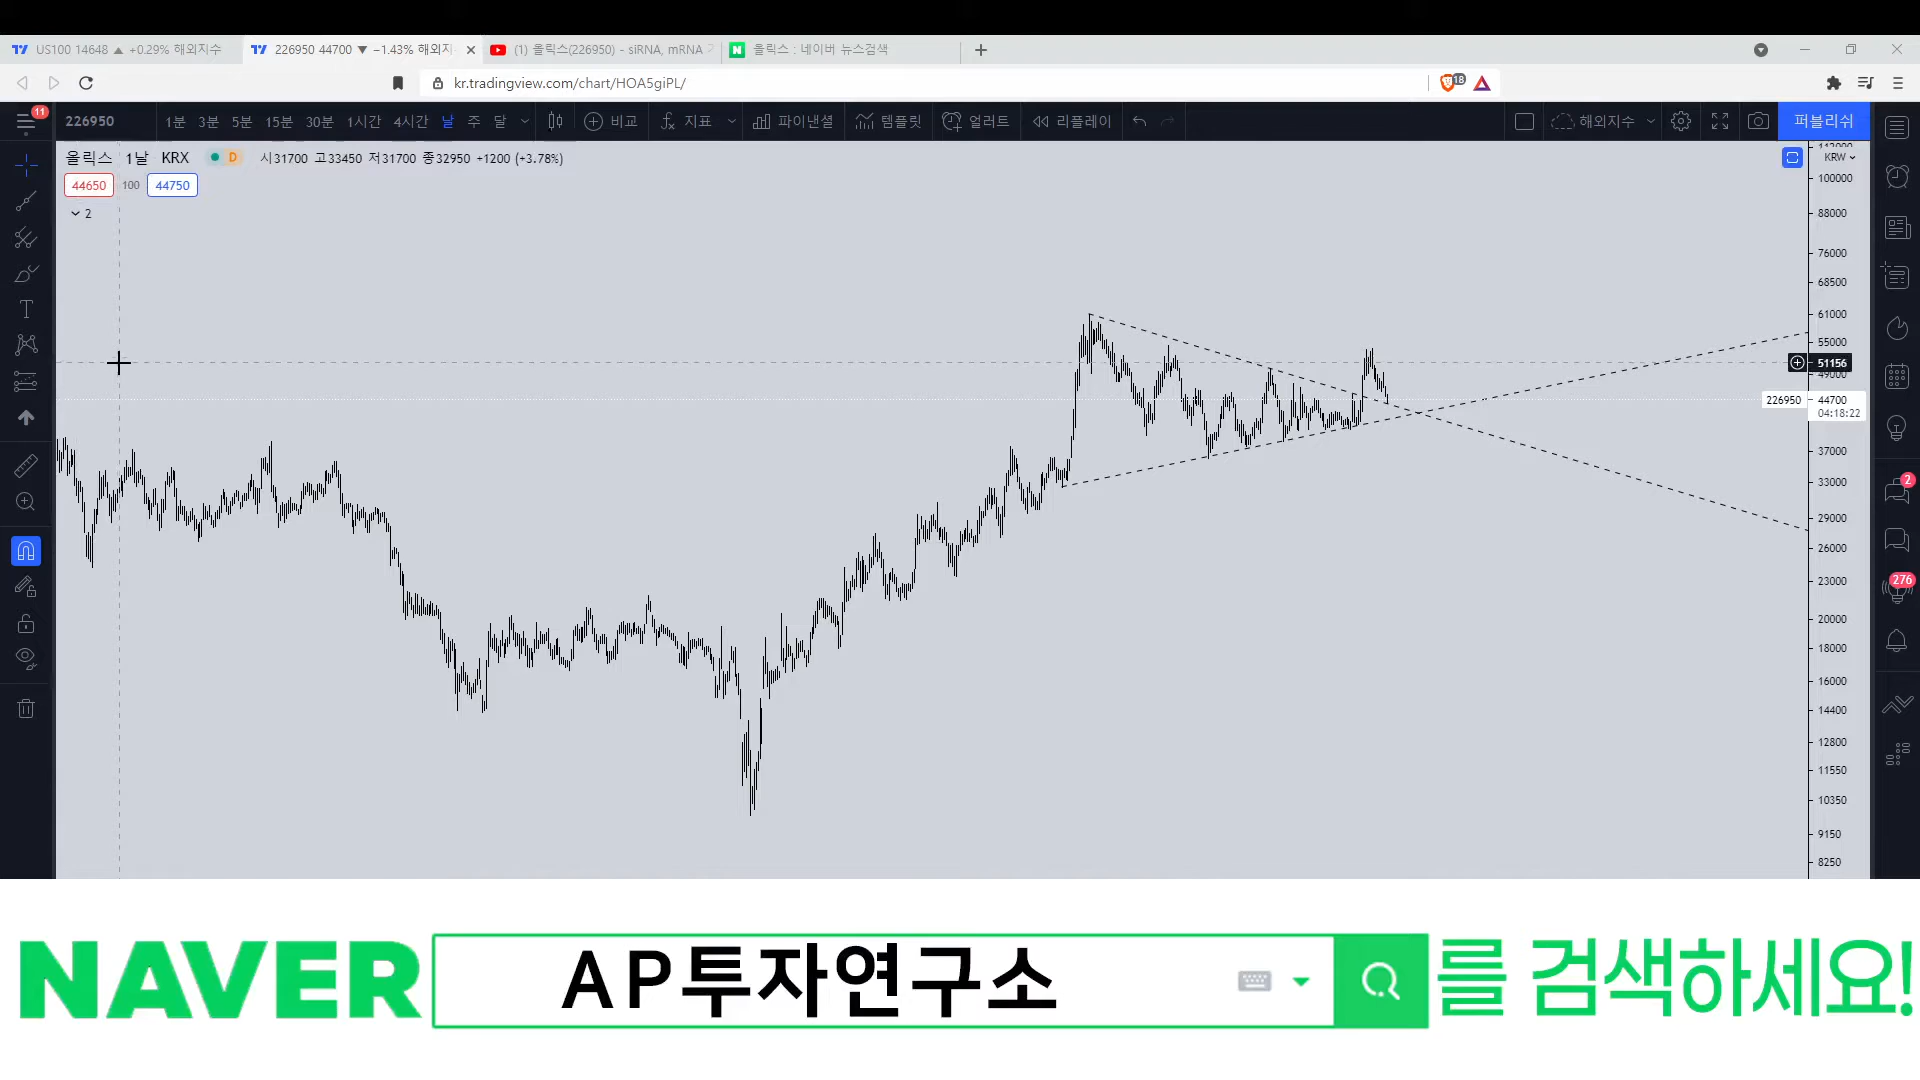 US100 14648 ▲ +0.29% 해외지수
226950 44700 ▼ −1.43% 해외지
(1) 올릭스(226950) - siRNA, mRNA
올릭스 : 네이버 뉴스검색
kr.tradingview.com/chart/HOA5giPL/
18
11
226950 1분 3분 5분 15분 30분 1시간 4시간 날 주 달 비교 지표 파이낸셜 템플릿 얼러트 리플레이 해외지수 퍼블리쉬
올릭스 1날 KRX D 시31700 고33450 저31700 종32950 +1200 (+3.78%)
44650 100 44750
2
KRW
100000
88000
76000
68500
61000
55000
51156
49000
226950 44700
04:18:22
37000
33000
29000
26000
23000
20000
18000
16000
14400
12800
11550
10350
9150
8250
2
276
NAVER AP투자연구소 를 검색하세요!